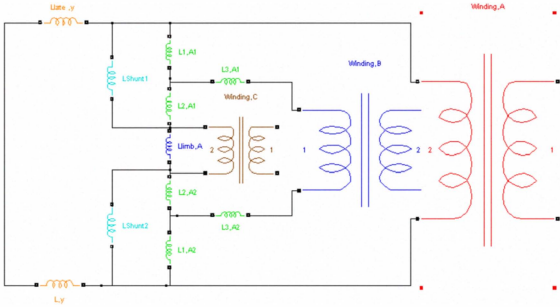 Winding,A
Llate,y
L1,A1
LShunt1
L3,A1
Winding,B
L2,A1
Winding,C
Llimb,A
2
1
1
2
2
1
L2,A2
LShunt2
L3,A2
L1,A2
L,y